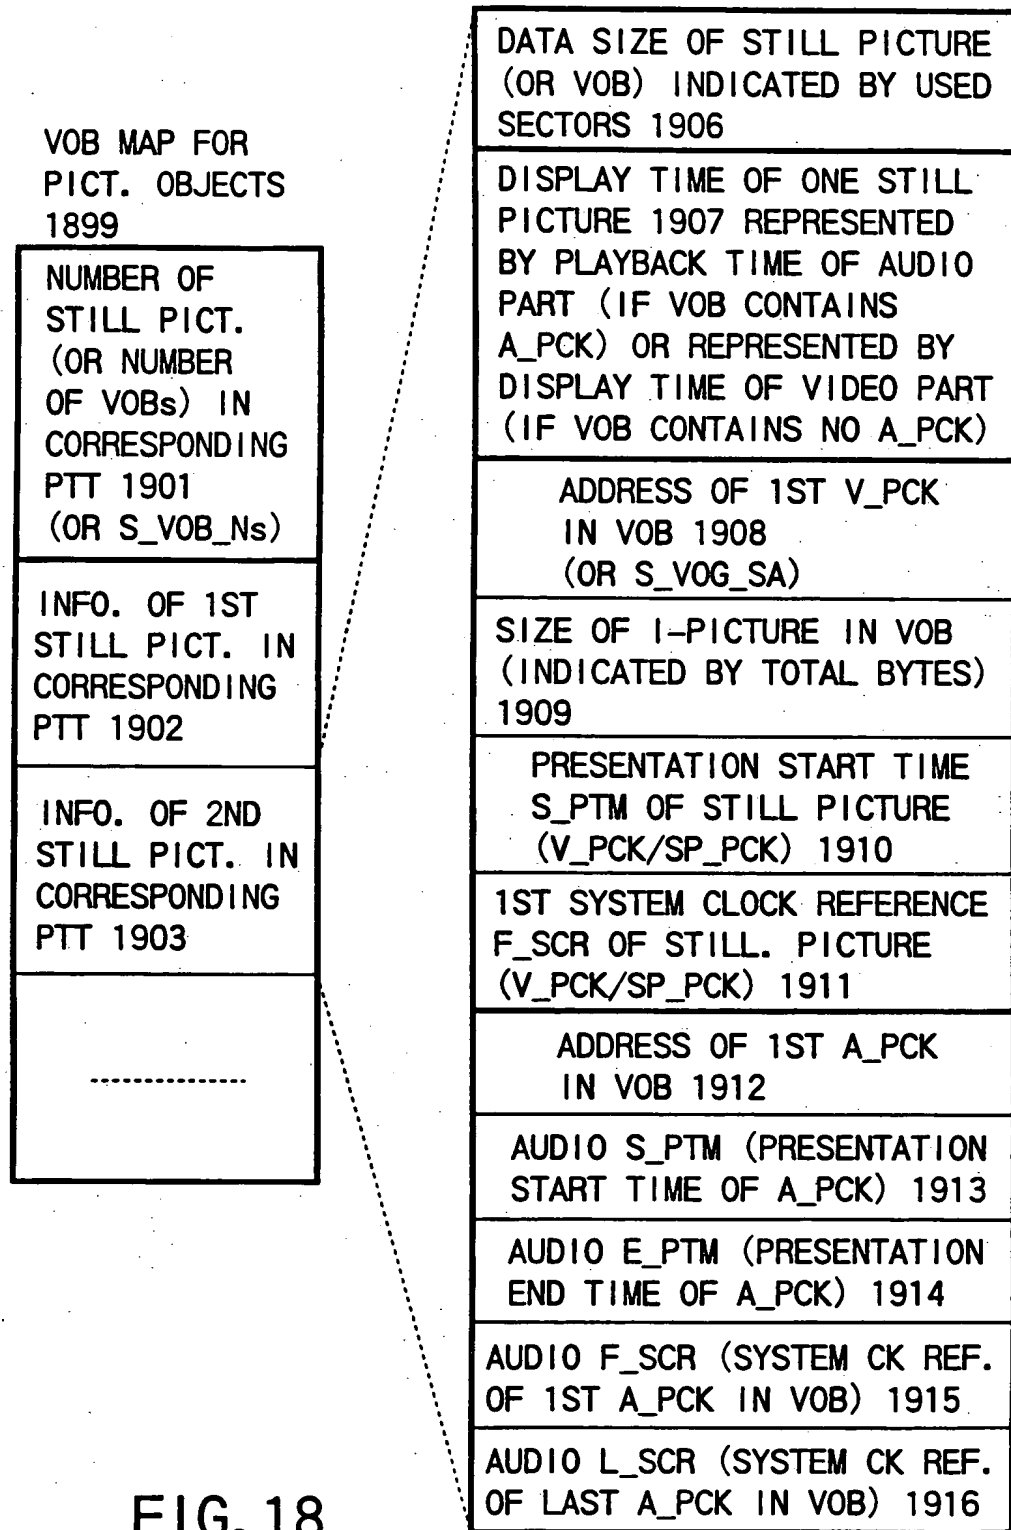 VOB MAP FOR
PICT. OBJECTS
1899
NUMBER OF
STILL PICT.
(OR NUMBER
OF VOBs) IN
CORRESPONDING
PTT 1901
(OR S_VOB_Ns)
INFO. OF 1ST
STILL PICT. IN
CORRESPONDING
PTT 1902
INFO. OF 2ND
STILL PICT. IN
CORRESPONDING
PTT 1903
DATA SIZE OF STILL PICTURE
(OR VOB) INDICATED BY USED
SECTORS 1906
DISPLAY TIME OF ONE STILL
PICTURE 1907 REPRESENTED
BY PLAYBACK TIME OF AUDIO
PART (IF VOB CONTAINS
A_PCK) OR REPRESENTED BY
DISPLAY TIME OF VIDEO PART
(IF VOB CONTAINS NO A_PCK)
ADDRESS OF 1ST V_PCK
IN VOB 1908
(OR S_VOG_SA)
SIZE OF I-PICTURE IN VOB
(INDICATED BY TOTAL BYTES)
1909
PRESENTATION START TIME
S_PTM OF STILL PICTURE
(V_PCK/SP_PCK) 1910
1ST SYSTEM CLOCK REFERENCE
F_SCR OF STILL. PICTURE
(V_PCK/SP_PCK) 1911
ADDRESS OF 1ST A_PCK
IN VOB 1912
AUDIO S_PTM (PRESENTATION
START TIME OF A_PCK) 1913
AUDIO E_PTM (PRESENTATION
END TIME OF A_PCK) 1914
AUDIO F_SCR (SYSTEM CK REF.
OF 1ST A_PCK IN VOB) 1915
AUDIO L_SCR (SYSTEM CK REF.
OF LAST A_PCK IN VOB) 1916
FIG. 18